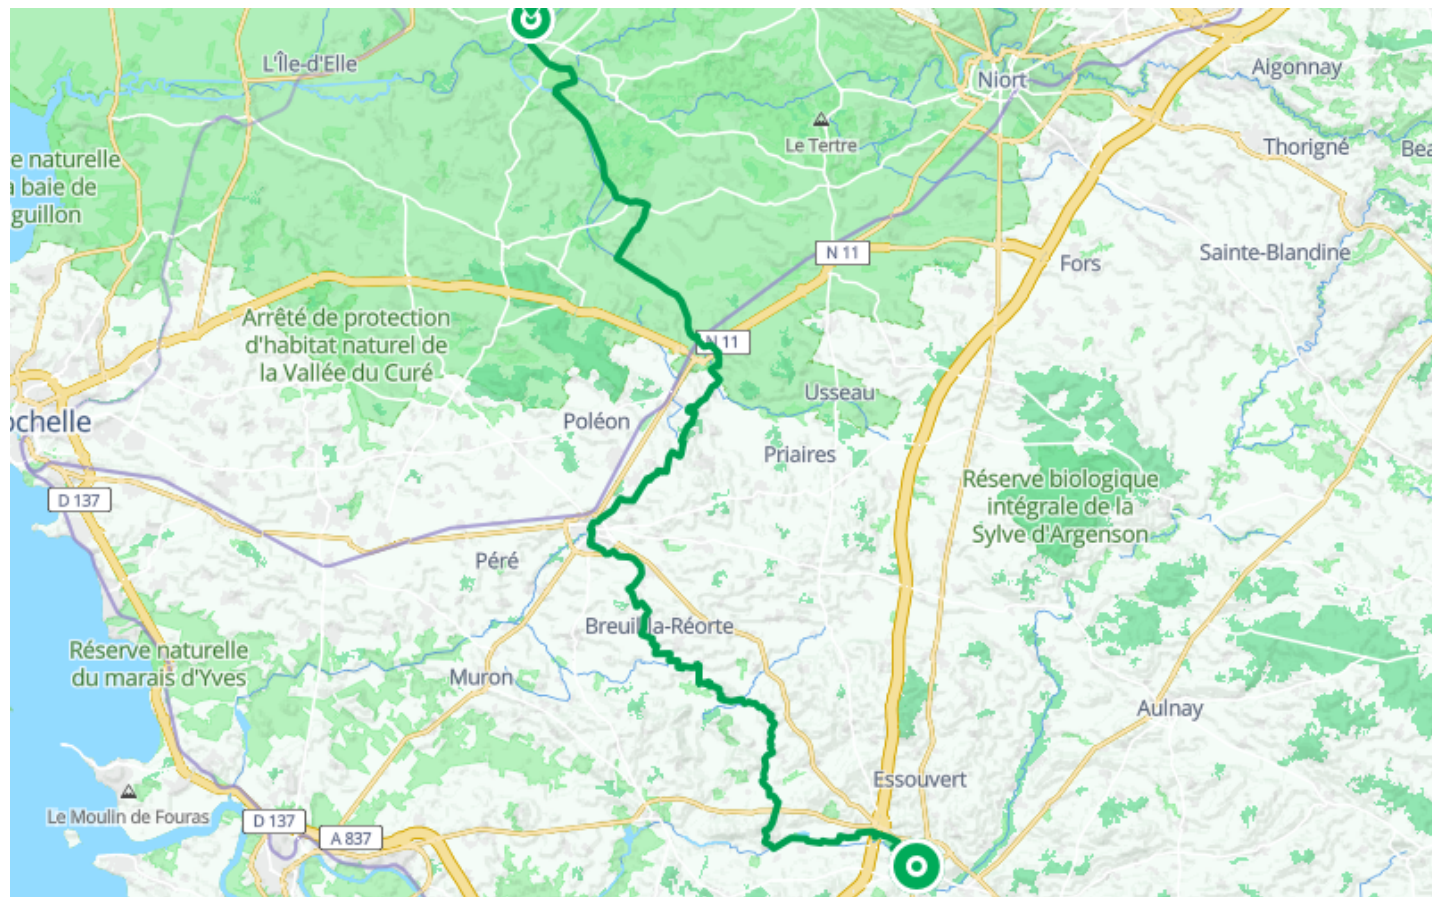 L'Île-d'Elle
Niort
Aigonnay
Le Tertre
Thorigné
Bea
e naturelle
a baie de
guillon
N 11
Fors
Sainte-Blandine
Arrêté de protection
d'habitat naturel de
la Vallée du Curé
N 11
Usseau
ochelle
Poléon
Priaires
D 137
Réserve biologique
intégrale de la
Sylve d'Argenson
Péré
Breuil-la-Réorte
Réserve naturelle
du marais d'Yves
Muron
Aulnay
Essouvert
Le Moulin de Fouras
D 137
A 837